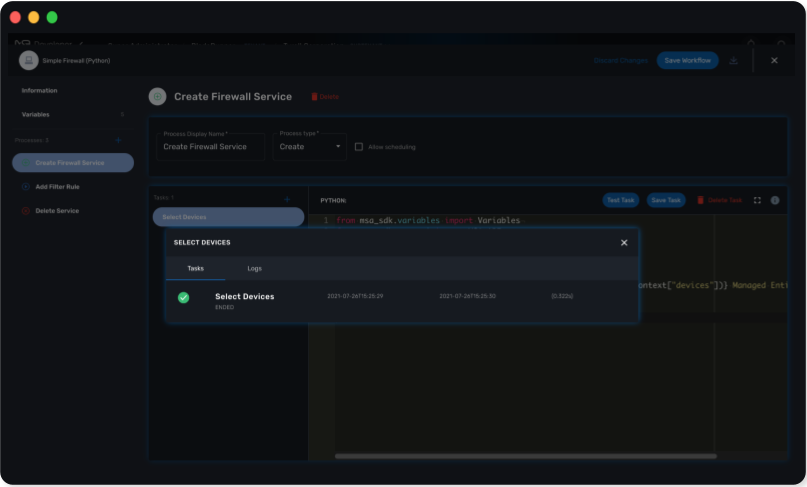 Simple Firewall (Python)
Discard Changes
Save Workflow
Information
Variables 5
Processes: 3
Create Firewall Service
Add Filter Rule
Delete Service
Create Firewall Service
Delete
Process Display Name*
Create Firewall Service
Process type*
Create
Allow scheduling
Tasks: 1
Select Devices
PYTHON:
Test Task
Save Task
Delete Task
1 from msa_sdk.variables import Variables
ontext["devices"])} Managed Enti
SELECT DEVICES
Tasks
Logs
Select Devices
2021-07-26T15:25:29
2021-07-26T15:25:30
(0.322s)
ENDED